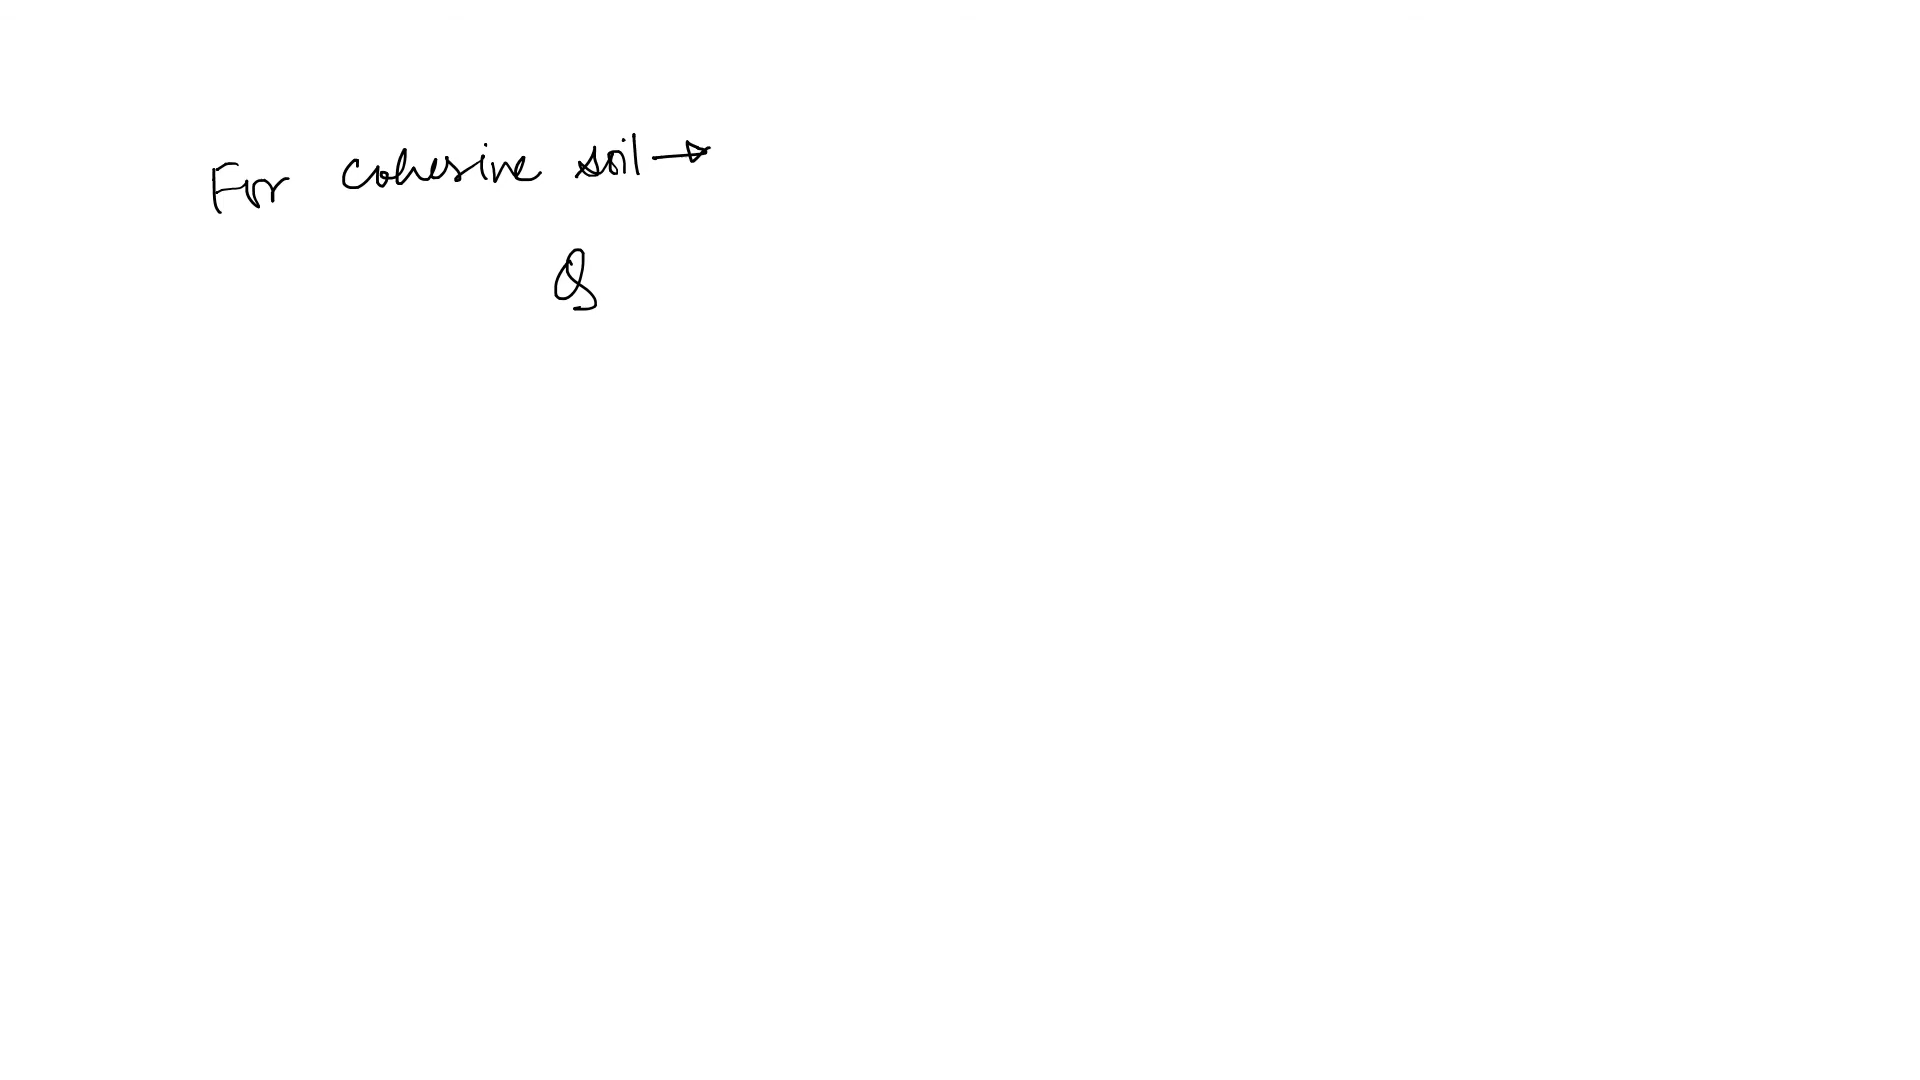 For cohesive soil →
Q